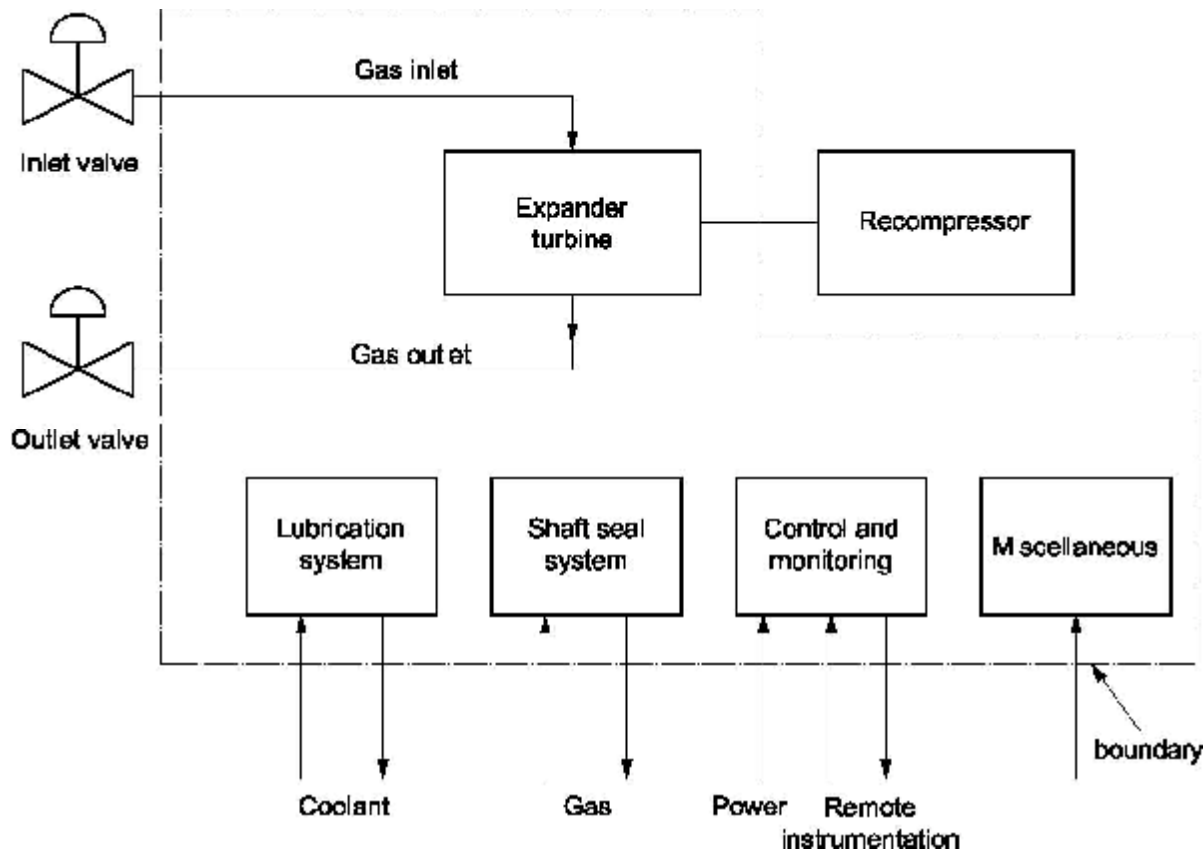 Gas inlet
Inlet valve
Expander
turbine
Recompressor
Gas outlet
Outlet valve
Lubrication
system
Shaft seal
system
Control and
monitoring
Miscellaneous
boundary
Coolant
Gas
Power
Remote
instrumentation